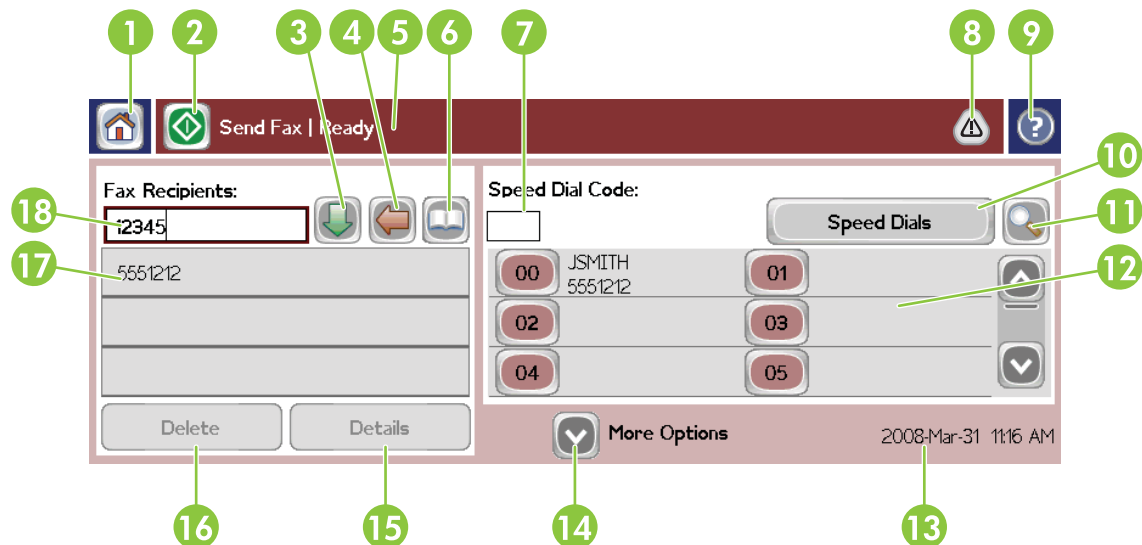 1 2 3 4 5 6 7 8 9
Send Fax | Ready
10
Fax Recipients:
Speed Dial Code:
18
12345
Speed Dials
11
17
5551212
00 JSMITH 01
5551212
12
02 03
04 05
Delete Details
More Options
2008-Mar-31 11:16 AM
16 15 14 13